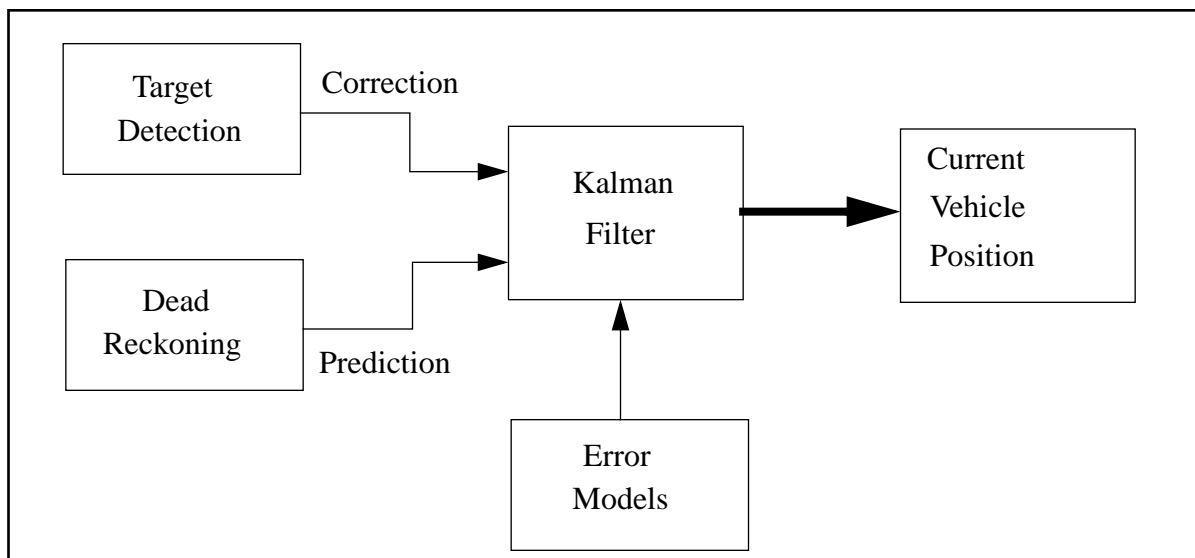 Target
Detection
Correction
Kalman
Filter
Current
Vehicle
Position
Dead
Reckoning
Prediction
Error
Models